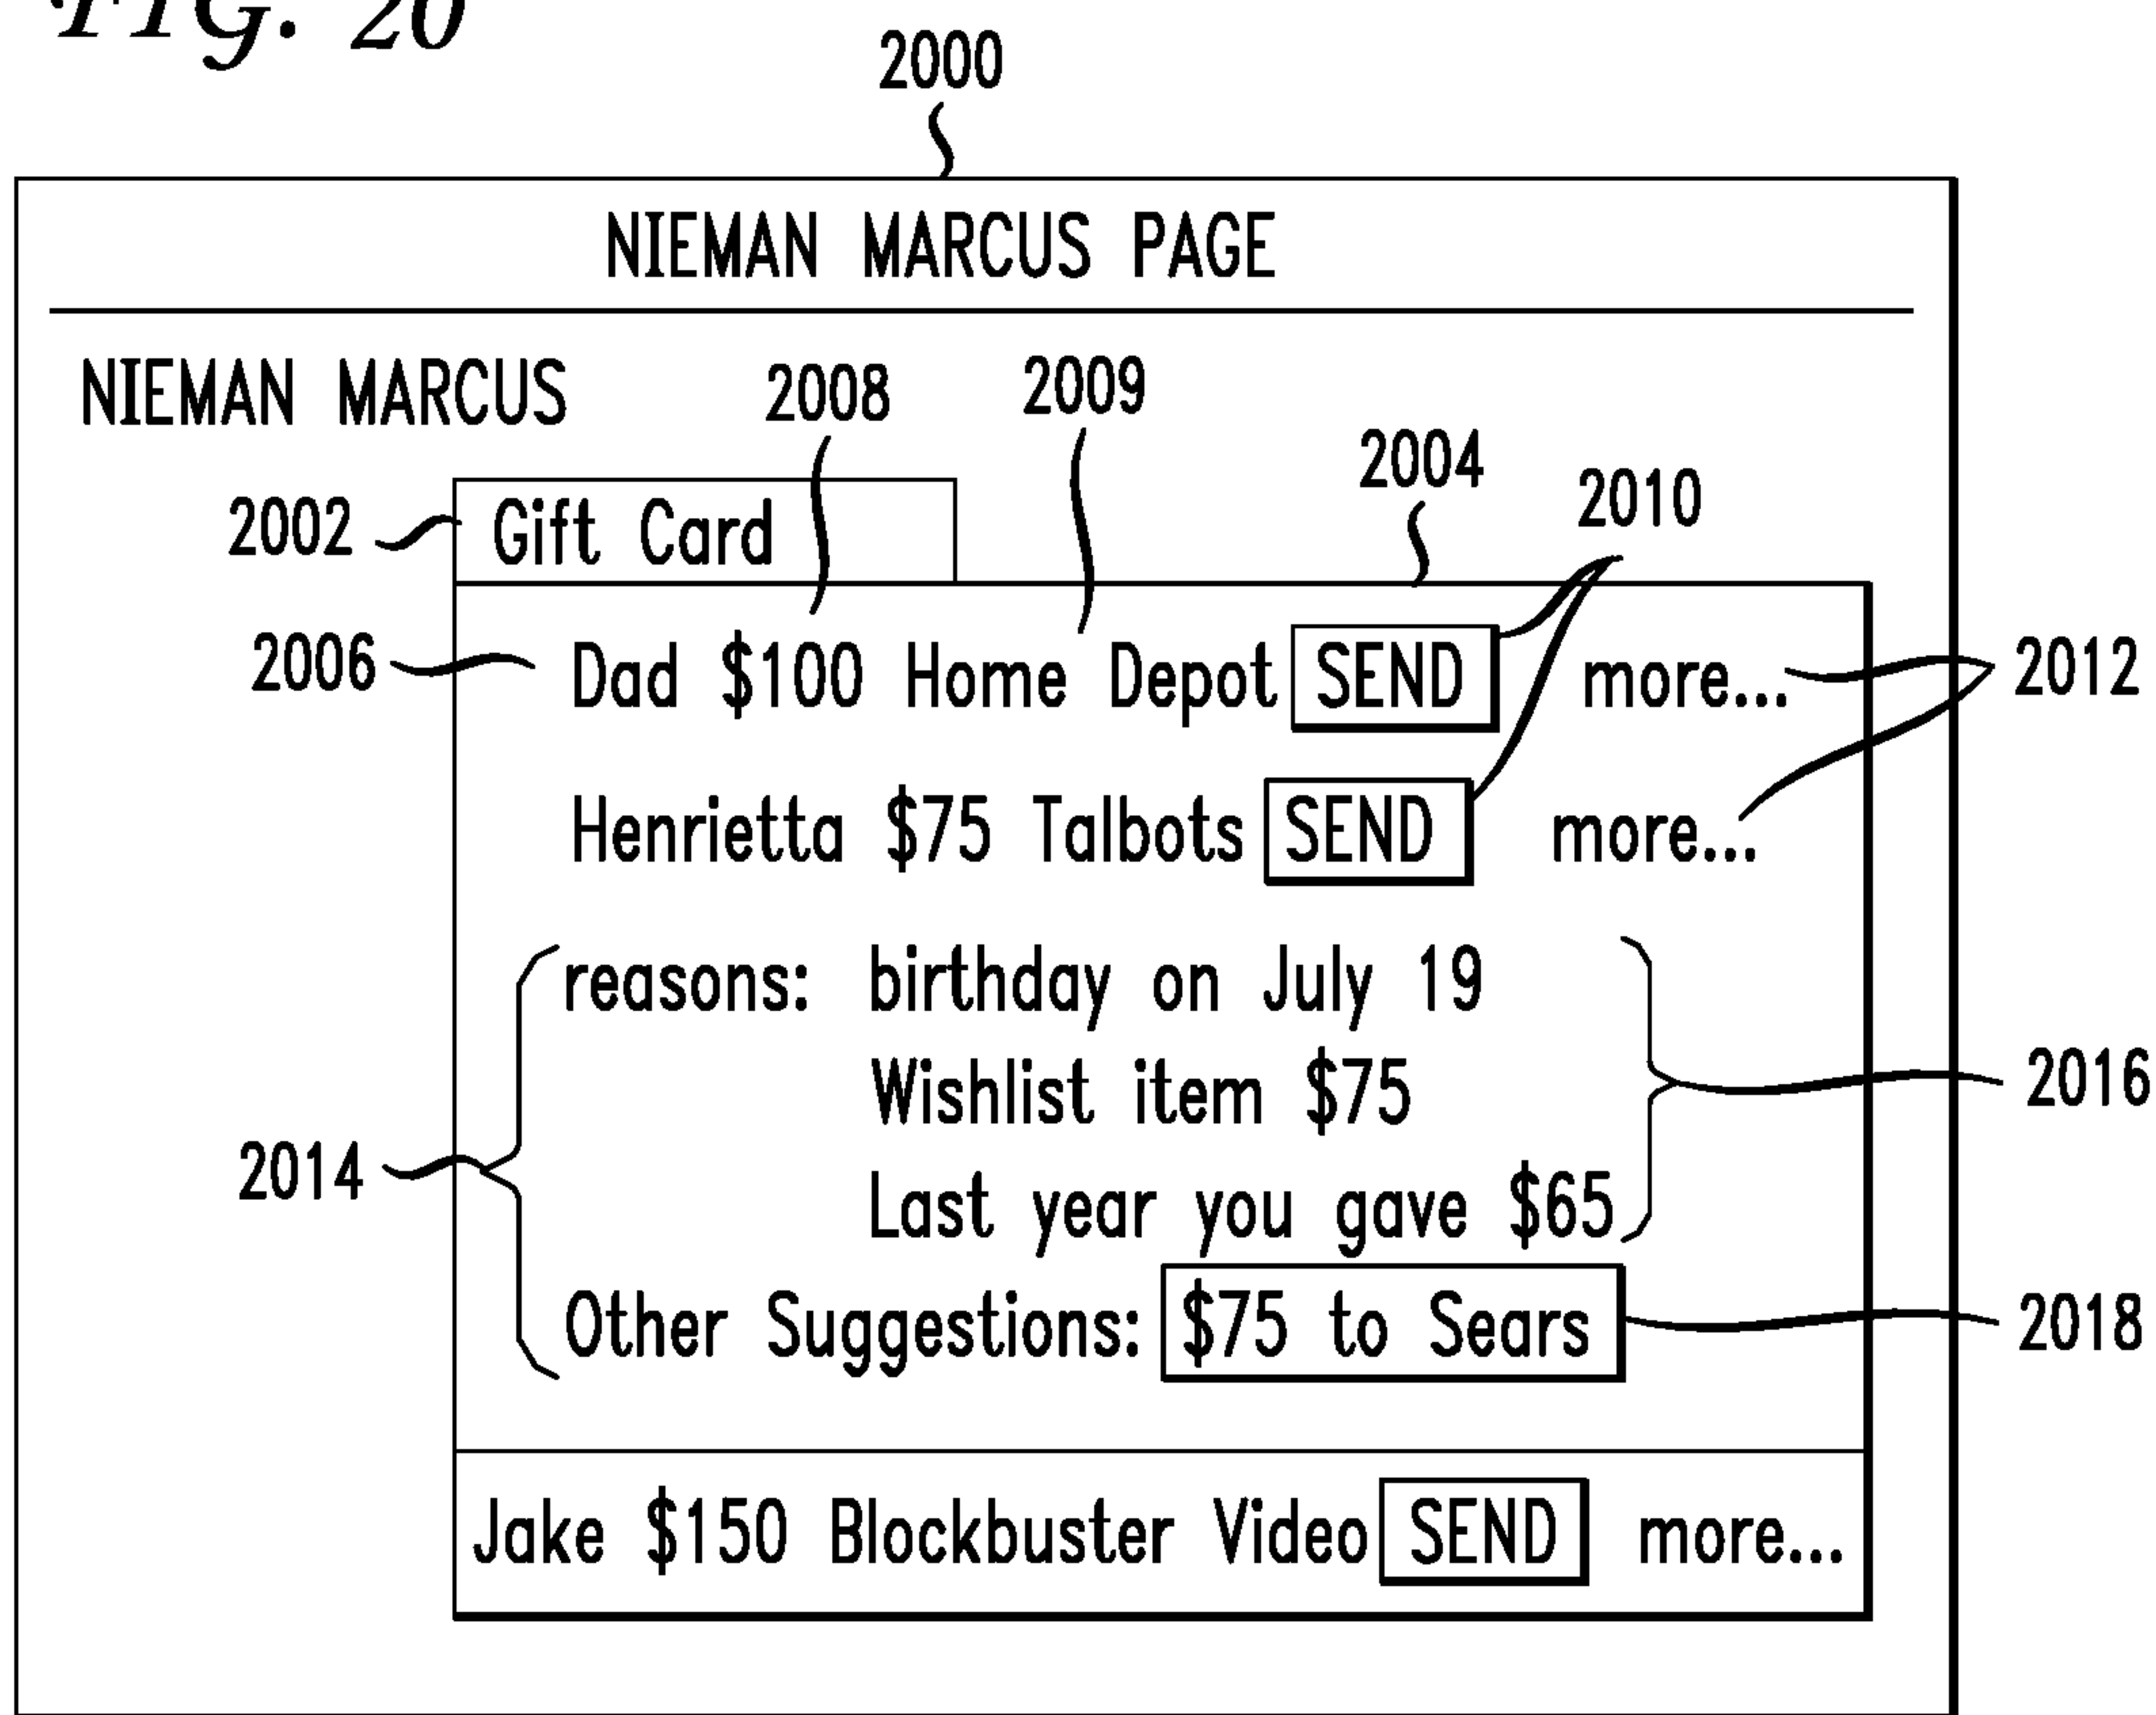 FIG. 20
2000
NIEMAN MARCUS PAGE
NIEMAN MARCUS
2008
2009
2004
2010
2002
Gift Card
2006
Dad $100 Home Depot SEND more...
2012
Henrietta $75 Talbots SEND more...
reasons: birthday on July 19
Wishlist item $75
2016
2014
Last year you gave $65
Other Suggestions: $75 to Sears
2018
Jake $150 Blockbuster Video SEND more...